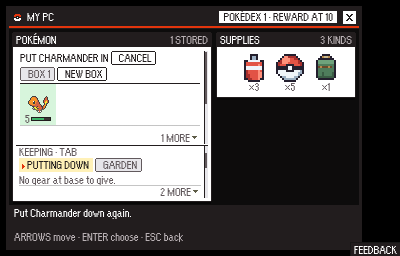 MY PC
POKÉDEX 1 · REWARD AT 10 X
POKÉMON 1 STORED
PUT CHARMANDER IN CANCEL
BOX 1 NEW BOX
5
1 MORE
KEEPING · TAB
PUTTING DOWN GARDEN
No gear at base to give.
2 MORE
SUPPLIES 3 KINDS
×3 ×5 ×1
Put Charmander down again.
ARROWS move · ENTER choose · ESC back
FEEDBACK